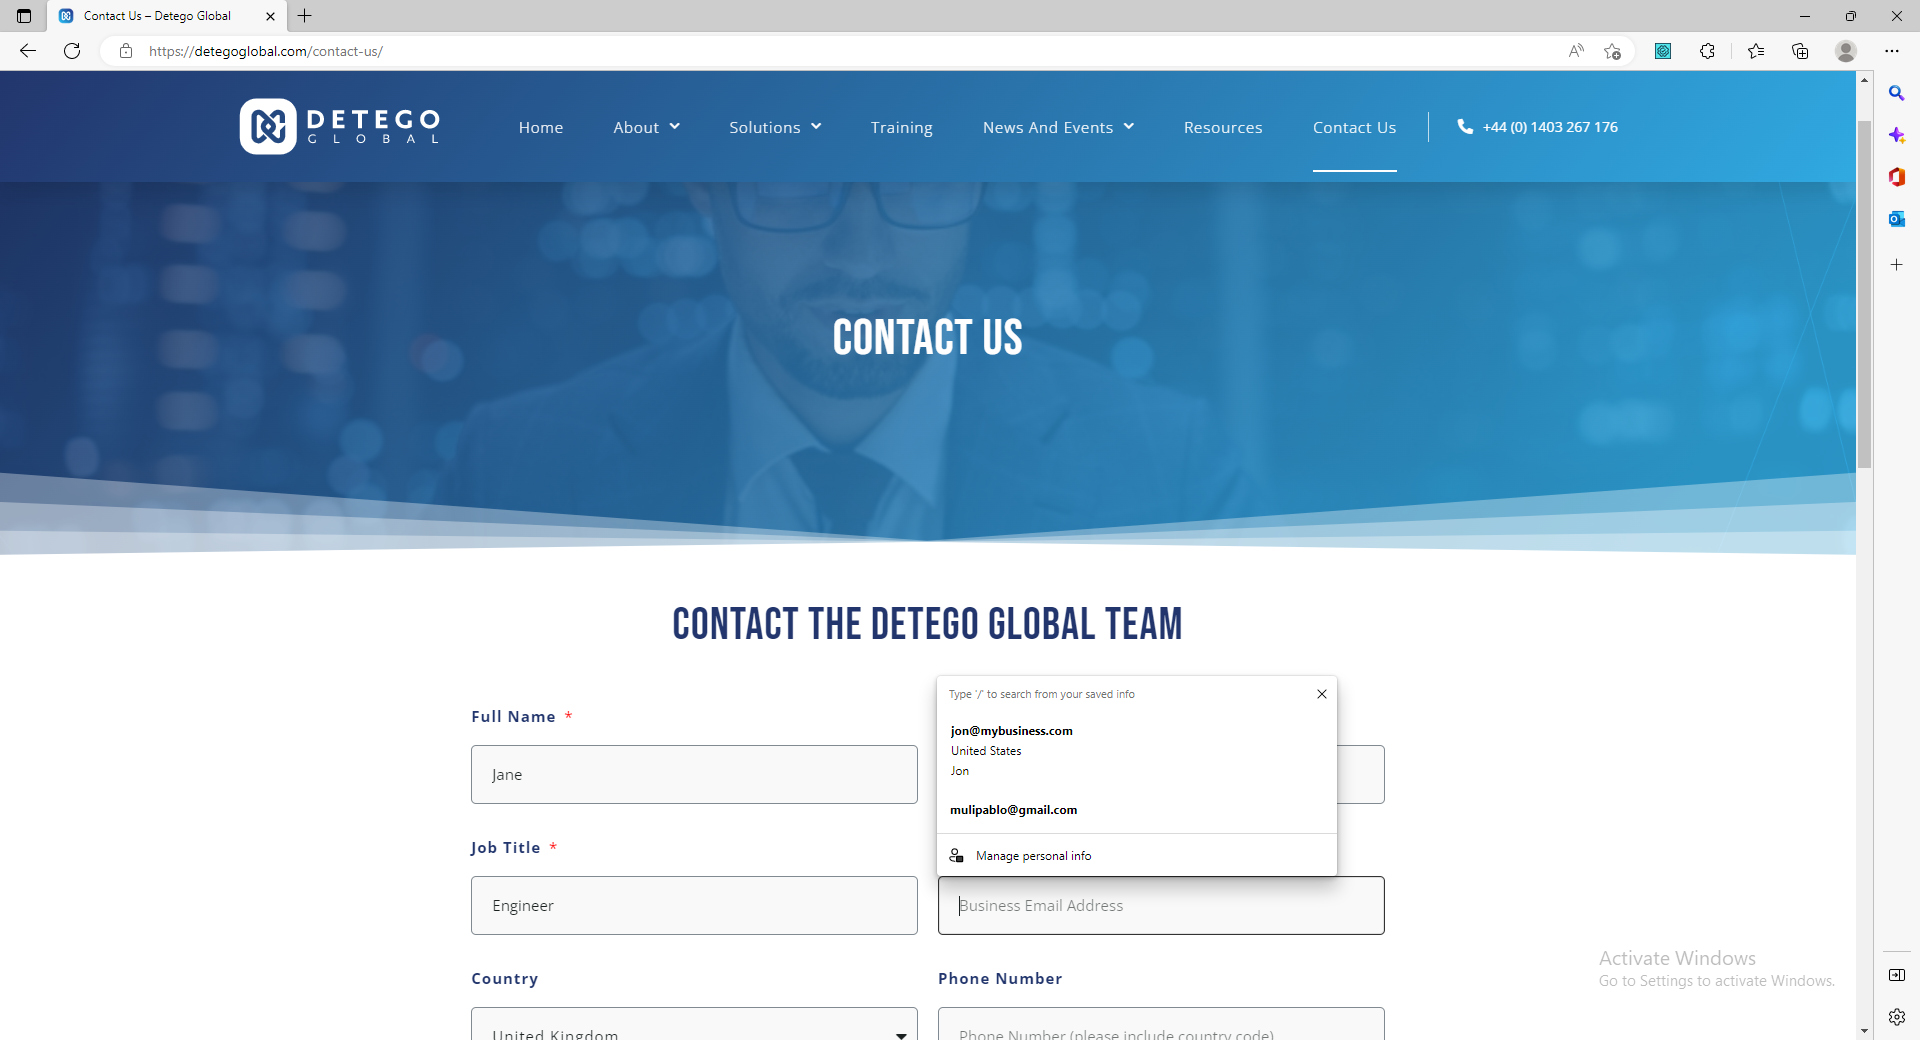 Contact Us – Detego Global
https://detegoglobal.com/contact-us/
DETEGO
GLOBAL
Home
About
Solutions
Training
News And Events
Resources
Contact Us
+44 (0) 1403 267 176
CONTACT US
CONTACT THE DETEGO GLOBAL TEAM
Full Name *
Jane
Type '/' to search from your saved info
jon@mybusiness.com
United States
Jon
mulipablo@gmail.com
Manage personal info
Job Title *
Engineer
Business Email Address
Country
Phone Number
United Kingdom
Phone Number (please include country code)
Activate Windows
Go to Settings to activate Windows.